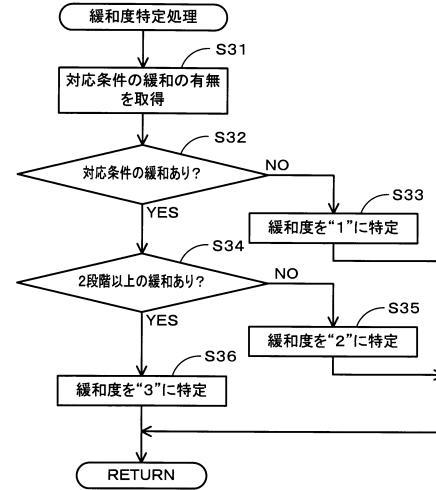 緩和度特定処理
S31
対応条件の緩和の有無
を取得
S32
対応条件の緩和あり?
NO
YES
S33
緩和度を“1”に特定
S34
2段階以上の緩和あり?
NO
YES
S35
緩和度を“2”に特定
S36
緩和度を“3”に特定
RETURN